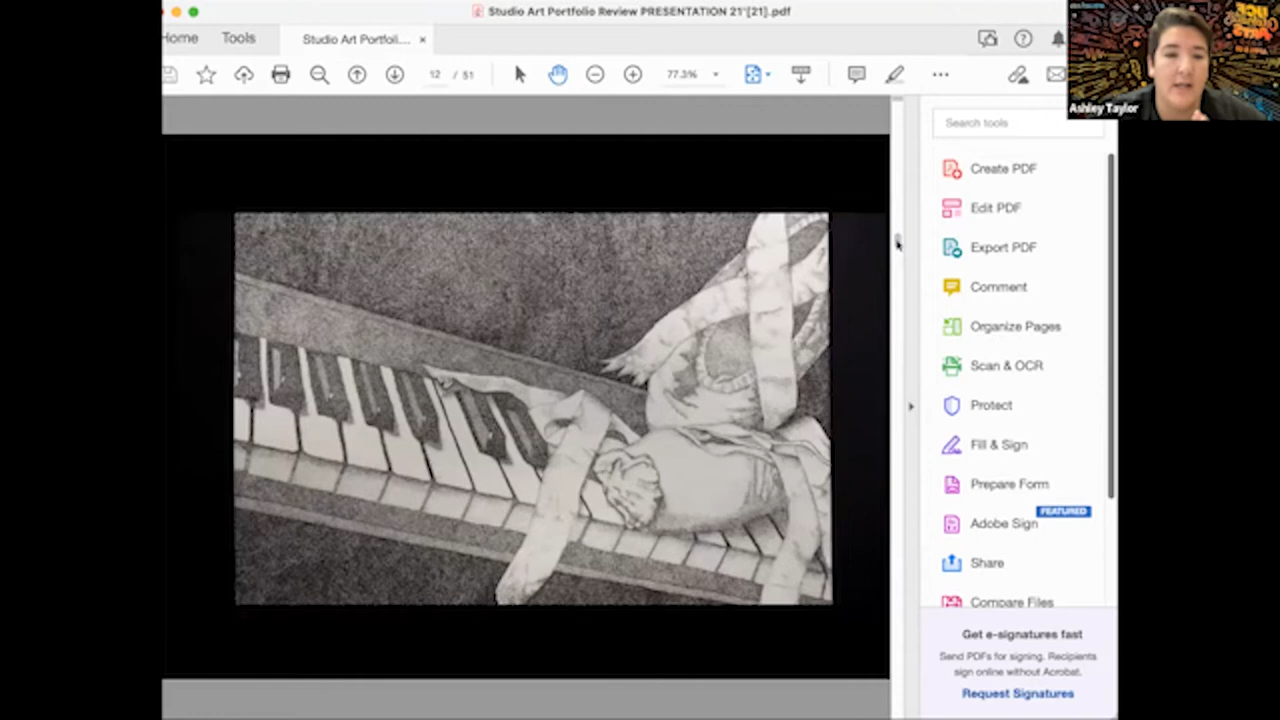 Studio Art Portfolio Review PRESENTATION 21'[21].pdf
Home
Tools
Studio Art Portfoli...
12 / 51
77.3%
Ashley Taylor
Search tools
Create PDF
Edit PDF
Export PDF
Comment
Organize Pages
Scan & OCR
Protect
Fill & Sign
Prepare Form
FEATURED
Adobe Sign
Share
Compare Files
Get e-signatures fast
Send PDFs for signing. Recipients
sign online without Acrobat.
Request Signatures